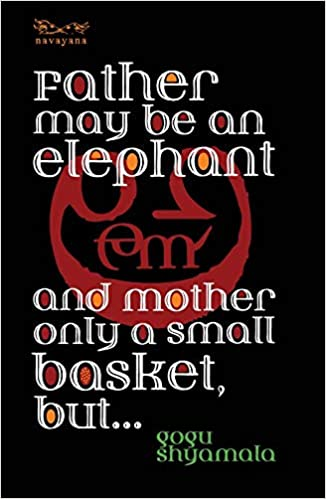 navayana
Father
may be an
elephant
and mother
only a small
basket,
but...
gogu
shyamala